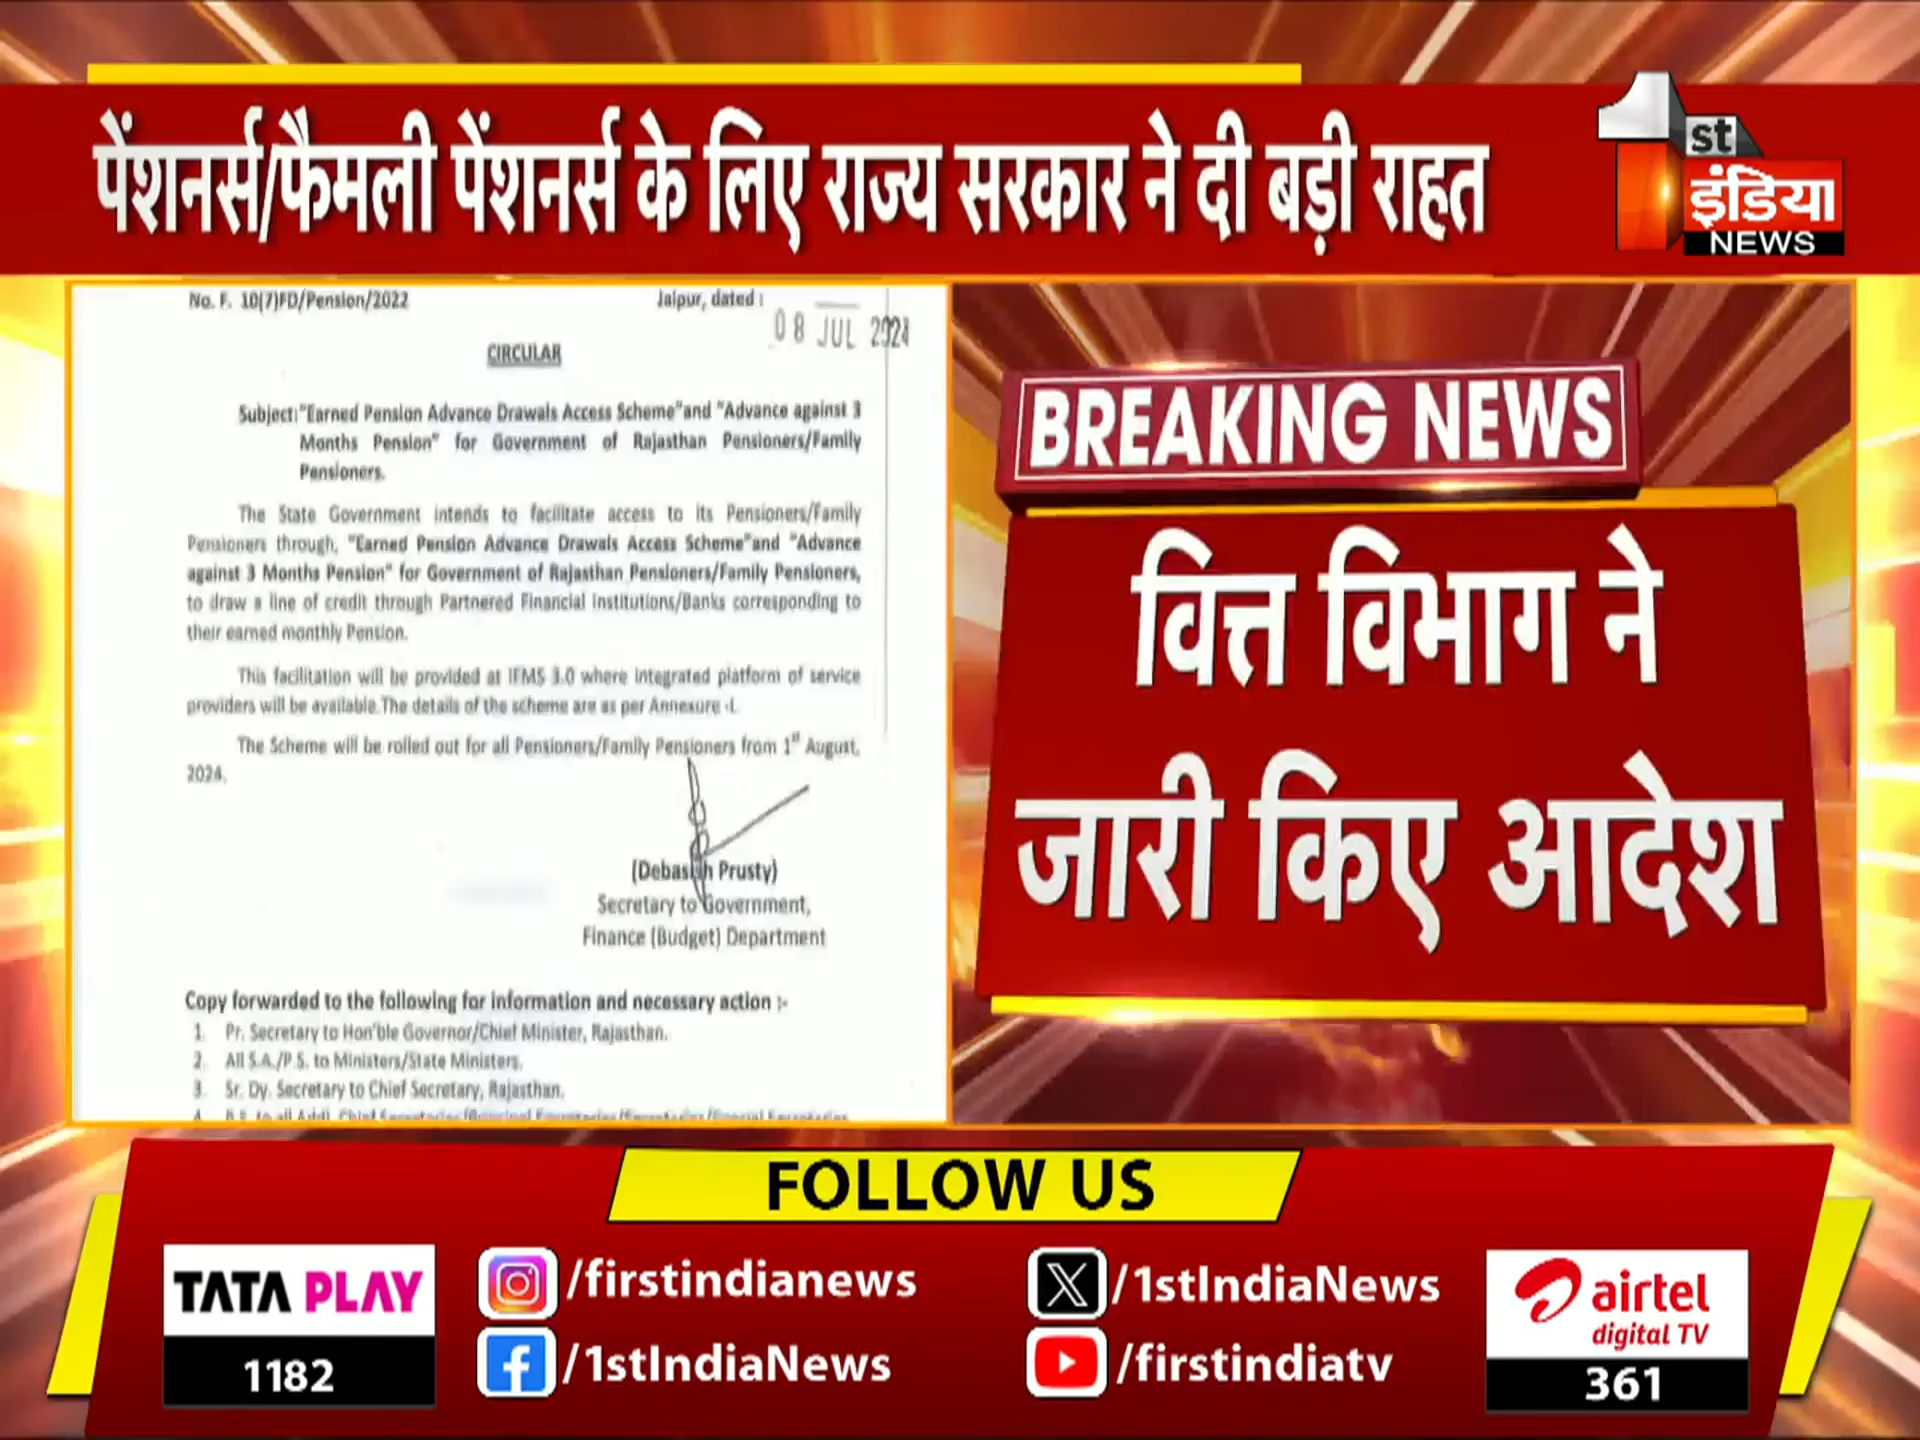 पेंशनर्स/फैमली पेंशनर्स के लिए राज्य सरकार ने दी बड़ी राहत
1st
इंडिया
NEWS
No. F. 10(7)FD/Pension/2022
Jaipur, dated :
08 JUL 2024
CIRCULAR
Subject:"Earned Pension Advance Drawals Access Scheme"and "Advance against 3
Months Pension" for Government of Rajasthan Pensioners/Family
Pensioners.
The State Government intends to facilitate access to its Pensioners/Family
Pensioners through, "Earned Pension Advance Drawals Access Scheme"and "Advance
against 3 Months Pension" for Government of Rajasthan Pensioners/Family Pensioners,
to draw a line of credit through Partnered Financial Institutions/Banks corresponding to
their earned monthly Pension.
This facilitation will be provided at IFMS 3.0 where integrated platform of service
providers will be available.The details of the scheme are as per Annexure -I.
The Scheme will be rolled out for all Pensioners/Family Pensioners from 1st August,
2024.
(Debasish Prusty)
Secretary to Government,
Finance (Budget) Department
Copy forwarded to the following for information and necessary action :-
1. Pr. Secretary to Hon'ble Governor/Chief Minister, Rajasthan.
2. All S.A./P.S. to Ministers/State Ministers.
3. Sr. Dy. Secretary to Chief Secretary, Rajasthan.
BREAKING NEWS
वित्त विभाग ने
जारी किए आदेश
FOLLOW US
TATA PLAY
1182
/firstindianews
/1stIndiaNews
/1stIndiaNews
/firstindiatv
airtel
digital TV
361